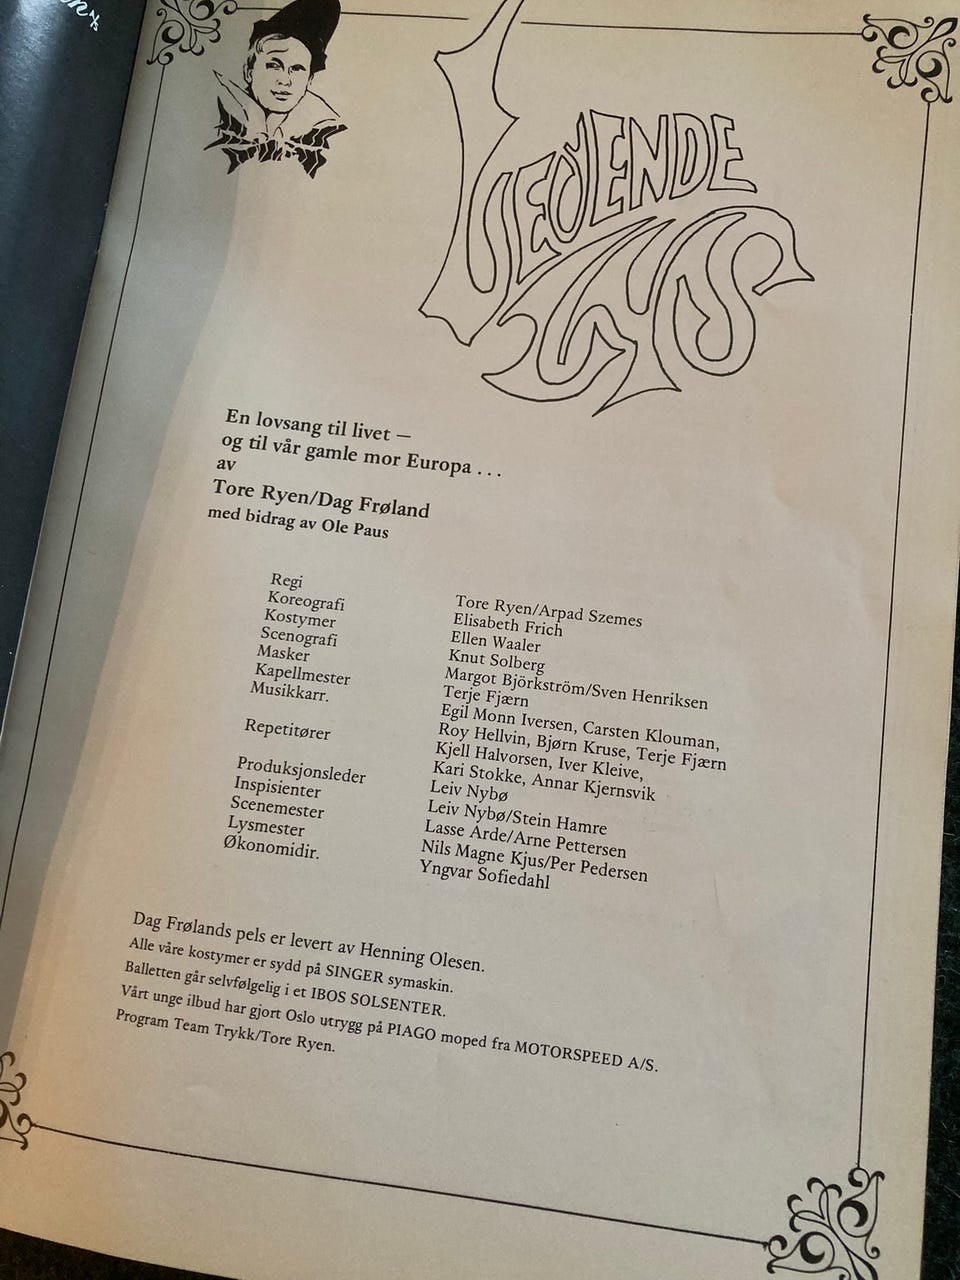 LEVENDE
LYS
En lovsang til livet –
og til vår gamle mor Europa . . .
av
Tore Ryen/Dag Frøland
med bidrag av Ole Paus
Regi Tore Ryen/Arpad Szemes
Koreografi Elisabeth Frich
Kostymer Ellen Waaler
Scenografi Knut Solberg
Masker Margot Björkström/Sven Henriksen
Kapellmester Terje Fjærn
Musikkarr. Egil Monn Iversen, Carsten Klouman,
Roy Hellvin, Bjørn Kruse, Terje Fjærn
Repetitører Kjell Halvorsen, Iver Kleive,
Kari Stokke, Annar Kjernsvik
Produksjonsleder Leiv Nybø
Inspisienter Leiv Nybø/Stein Hamre
Scenemester Lasse Arde/Arne Pettersen
Lysmester Nils Magne Kjus/Per Pedersen
Økonomidir. Yngvar Sofiedahl
Dag Frølands pels er levert av Henning Olesen.
Alle våre kostymer er sydd på SINGER symaskin.
Balletten går selvfølgelig i et IBOS SOLSENTER.
Vårt unge ilbud har gjort Oslo utrygg på PIAGO moped fra MOTORSPEED A/S.
Program Team Trykk/Tore Ryen.